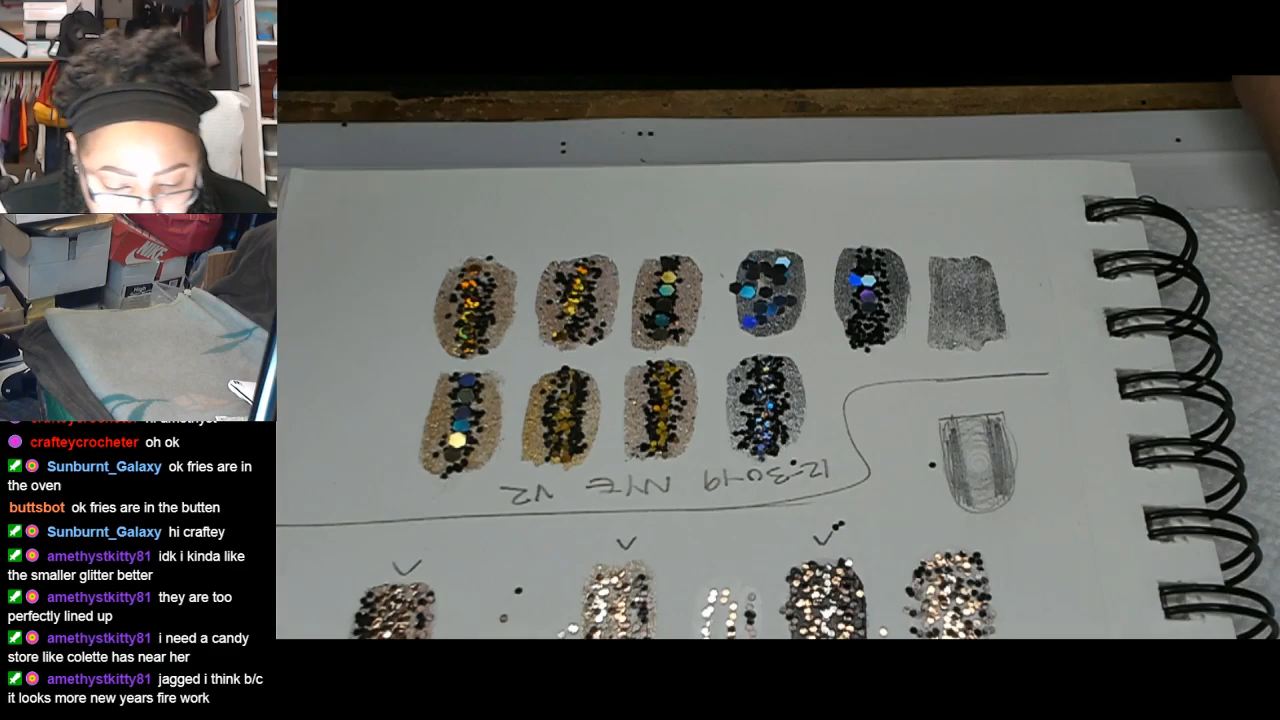 NIKE
High
crafteycrocheter oh ok
Sunburnt_Galaxy ok fries are in
the oven
buttsbot ok fries are in the butten
Sunburnt_Galaxy hi craftey
amethystkitty81 idk i kinda like
the smaller glitter better
amethystkitty81 they are too
perfectly lined up
amethystkitty81 i need a candy
store like colette has near her
amethystkitty81 jagged i think b/c
it looks more new years fire work
12-30-19 NYE V2